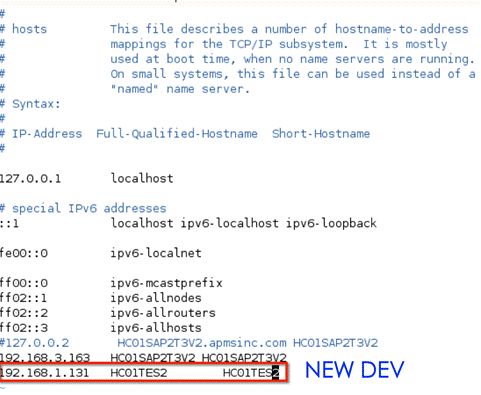 #
# hosts         This file describes a number of hostname-to-address
#               mappings for the TCP/IP subsystem.  It is mostly
#               used at boot time, when no name servers are running.
#               On small systems, this file can be used instead of a
#               "named" name server.
# Syntax:
#
# IP-Address  Full-Qualified-Hostname  Short-Hostname
#
127.0.0.1       localhost
# special IPv6 addresses
::1             localhost ipv6-localhost ipv6-loopback
fe00::0         ipv6-localnet
ff00::0         ipv6-mcastprefix
ff02::1         ipv6-allnodes
ff02::2         ipv6-allrouters
ff02::3         ipv6-allhosts
#127.0.0.2       HC01SAP2T3V2.apmsinc.com HC01SAP2T3V2
192.168.3.163   HC01SAP2T3V2 HC01SAP2T3V2
192.168.1.131   HC01TES2        HC01TES2 NEW DEV
~